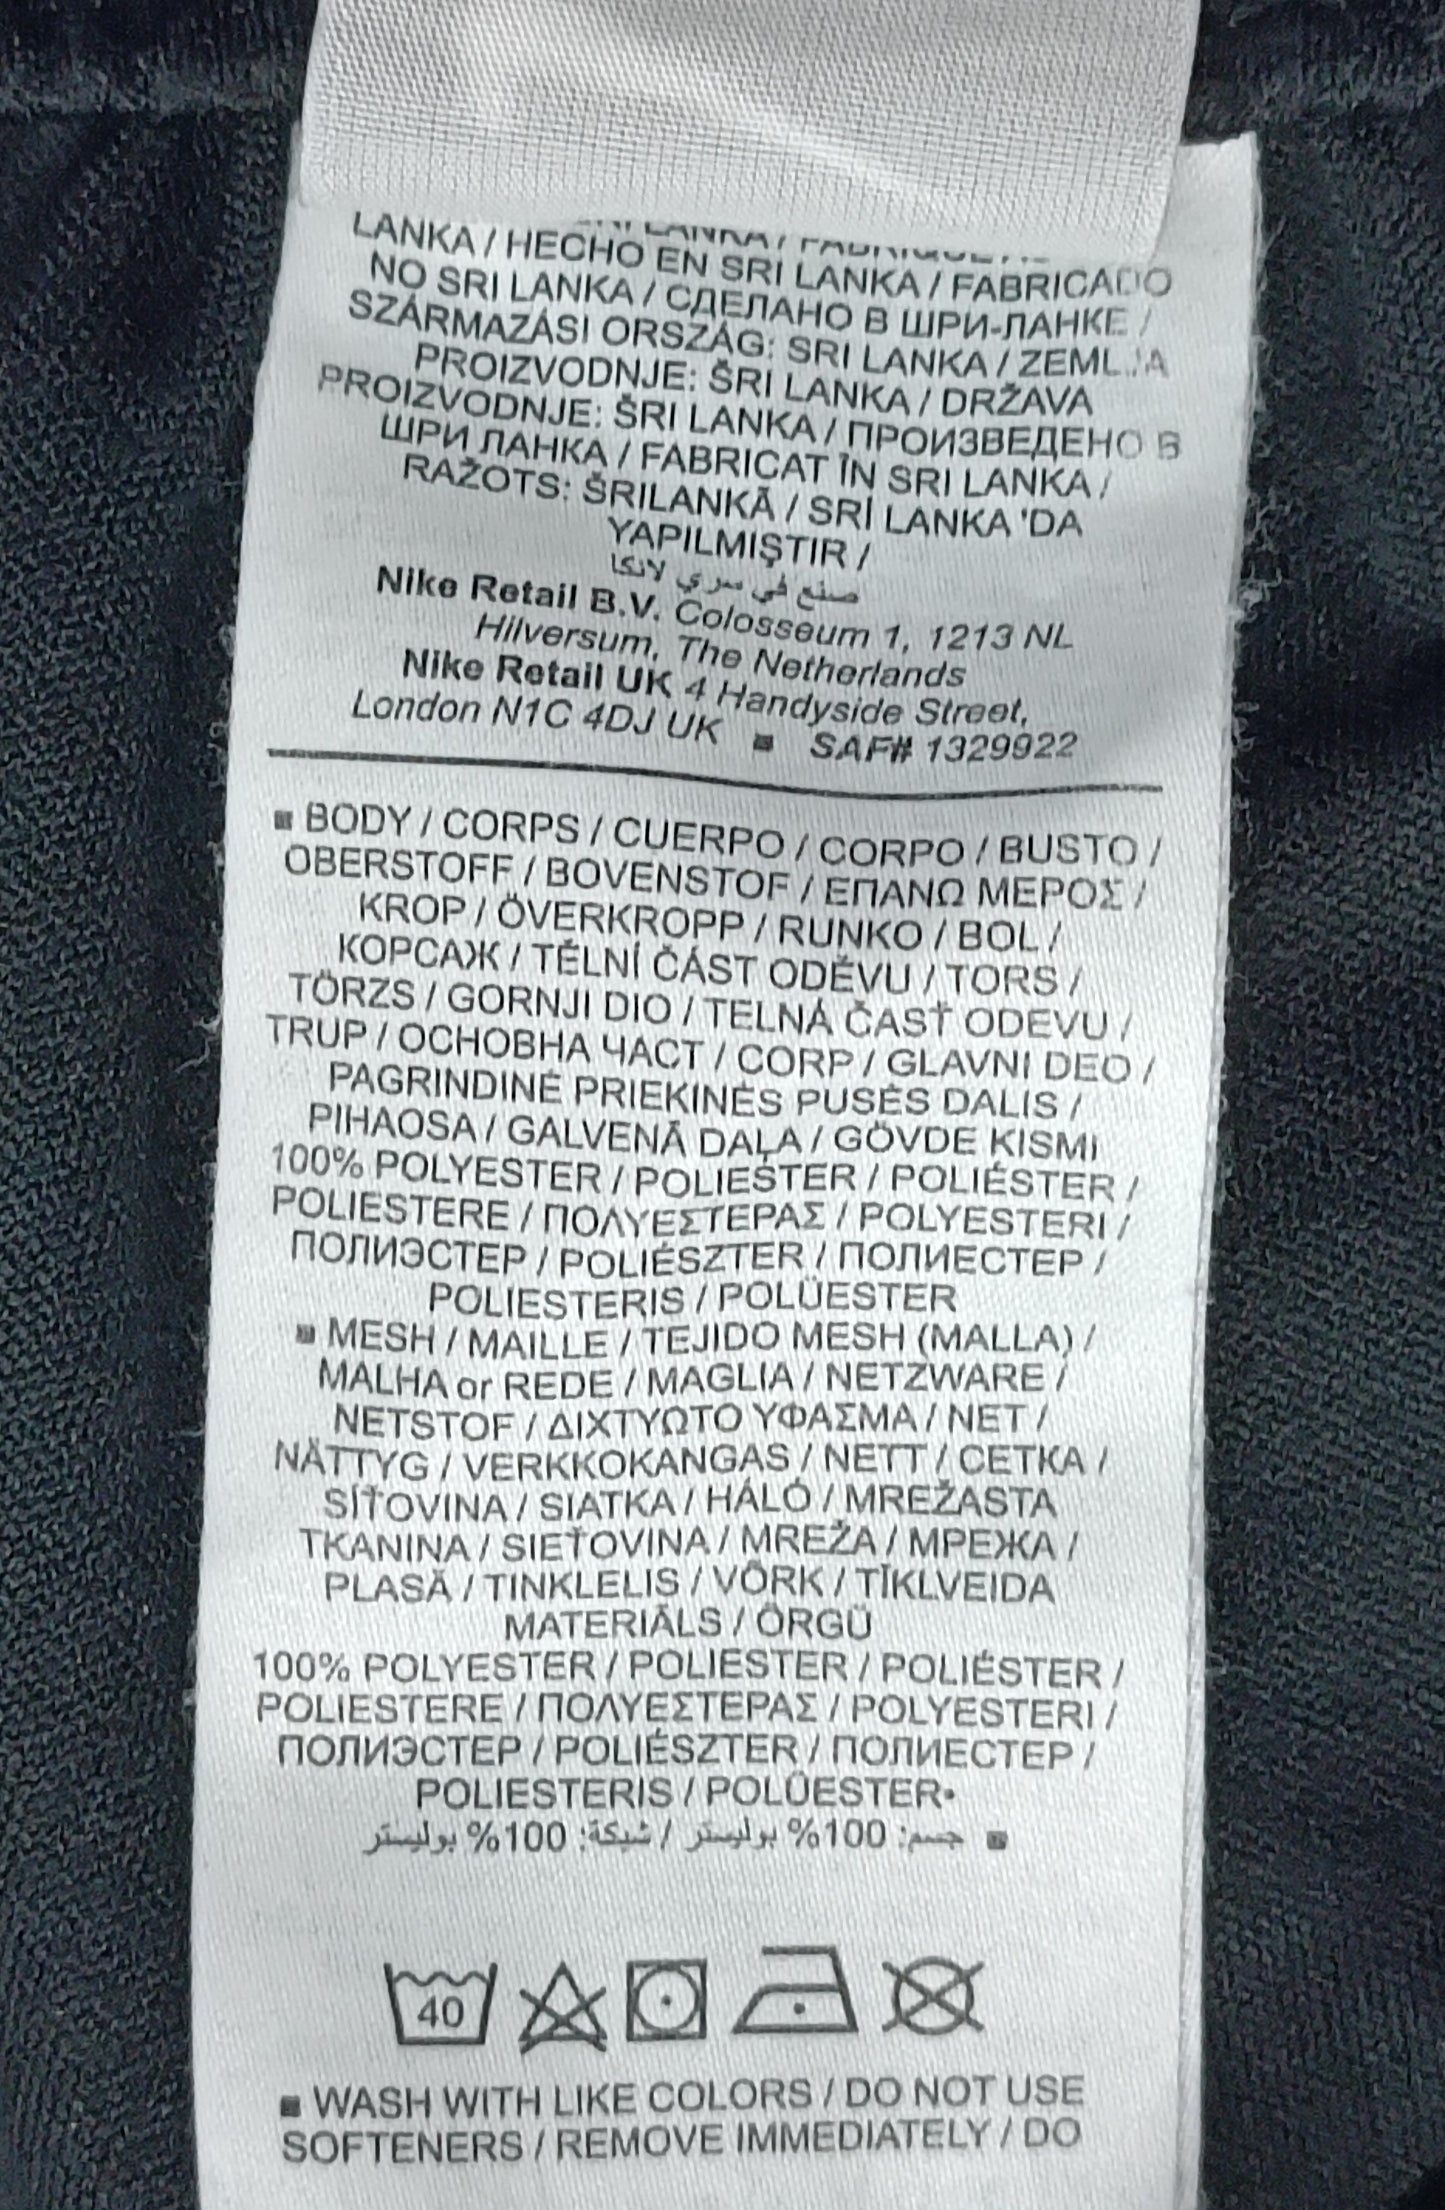 LANKA / HECHO EN SRI LANKA / FABRICADO
NO SRI LANKA / СДЕЛАНО В ШРИ-ЛАНКЕ /
SZÁRMAZÁSI ORSZÁG: SRI LANKA / ZEMLJA
PROIZVODNJE: ŠRI LANKA / DRŽAVA
PROIZVODNJE: ŠRI LANKA / ПРОИЗВЕДЕНО В
ШРИ ЛАНКА / FABRICAT ÎN SRI LANKA /
RAŽOTS: ŠRILANKĀ / SRİ LANKA 'DA
YAPILMIŞTIR /
صنع في سري لانكا
Nike Retail B.V. Colosseum 1, 1213 NL
Hilversum, The Netherlands
Nike Retail UK 4 Handyside Street,
London N1C 4DJ UK ■ SAF# 1329922
■ BODY / CORPS / CUERPO / CORPO / BUSTO /
OBERSTOFF / BOVENSTOF / ΕΠΑΝΩ ΜΕΡΟΣ /
KROP / ÖVERKROPP / RUNKO / BOL /
КОРСАЖ / TĚLNÍ ČÁST ODĚVU / TORS /
TÖRZS / GORNJI DIO / TELNÁ ČASŤ ODEVU /
TRUP / ОСНОВНА ЧАСТ / CORP / GLAVNI DEO /
PAGRINDINĖ PRIEKINĖS PUSĖS DALIS /
PIHAOSA / GALVENĀ DAĻA / GÖVDE KISMI
100% POLYESTER / POLIESTER / POLIÉSTER /
POLIESTERE / ΠΟΛΥΕΣΤΕΡΑΣ / POLYESTERI /
ПОЛИЭСТЕР / POLIÉSZTER / ПОЛИЕСТЕР /
POLIESTERIS / POLÜESTER
■ MESH / MAILLE / TEJIDO MESH (MALLA) /
MALHA or REDE / MAGLIA / NETZWARE /
NETSTOF / ΔΙΧΤΥΩΤΟ ΥΦΑΣΜΑ / NET /
NÄTTYG / VERKKOKANGAS / NETT / СЕТКА /
SÍŤOVINA / SIATKA / HÁLÓ / MREŽASTA
TKANINA / SIEŤOVINA / MREŽA / МРЕЖА /
PLASĂ / TINKLELIS / VÕRK / TĪKLVEIDA
MATERIĀLS / ÖRGÜ
100% POLYESTER / POLIESTER / POLIÉSTER /
POLIESTERE / ΠΟΛΥΕΣΤΕΡΑΣ / POLYESTERI /
ПОЛИЭСТЕР / POLIÉSZTER / ПОЛИЕСТЕР /
POLIESTERIS / POLÜESTER•
■ جسم: 100% بوليستر / شبكة: 100% بوليستر
40
■ WASH WITH LIKE COLORS / DO NOT USE
SOFTENERS / REMOVE IMMEDIATELY / DO